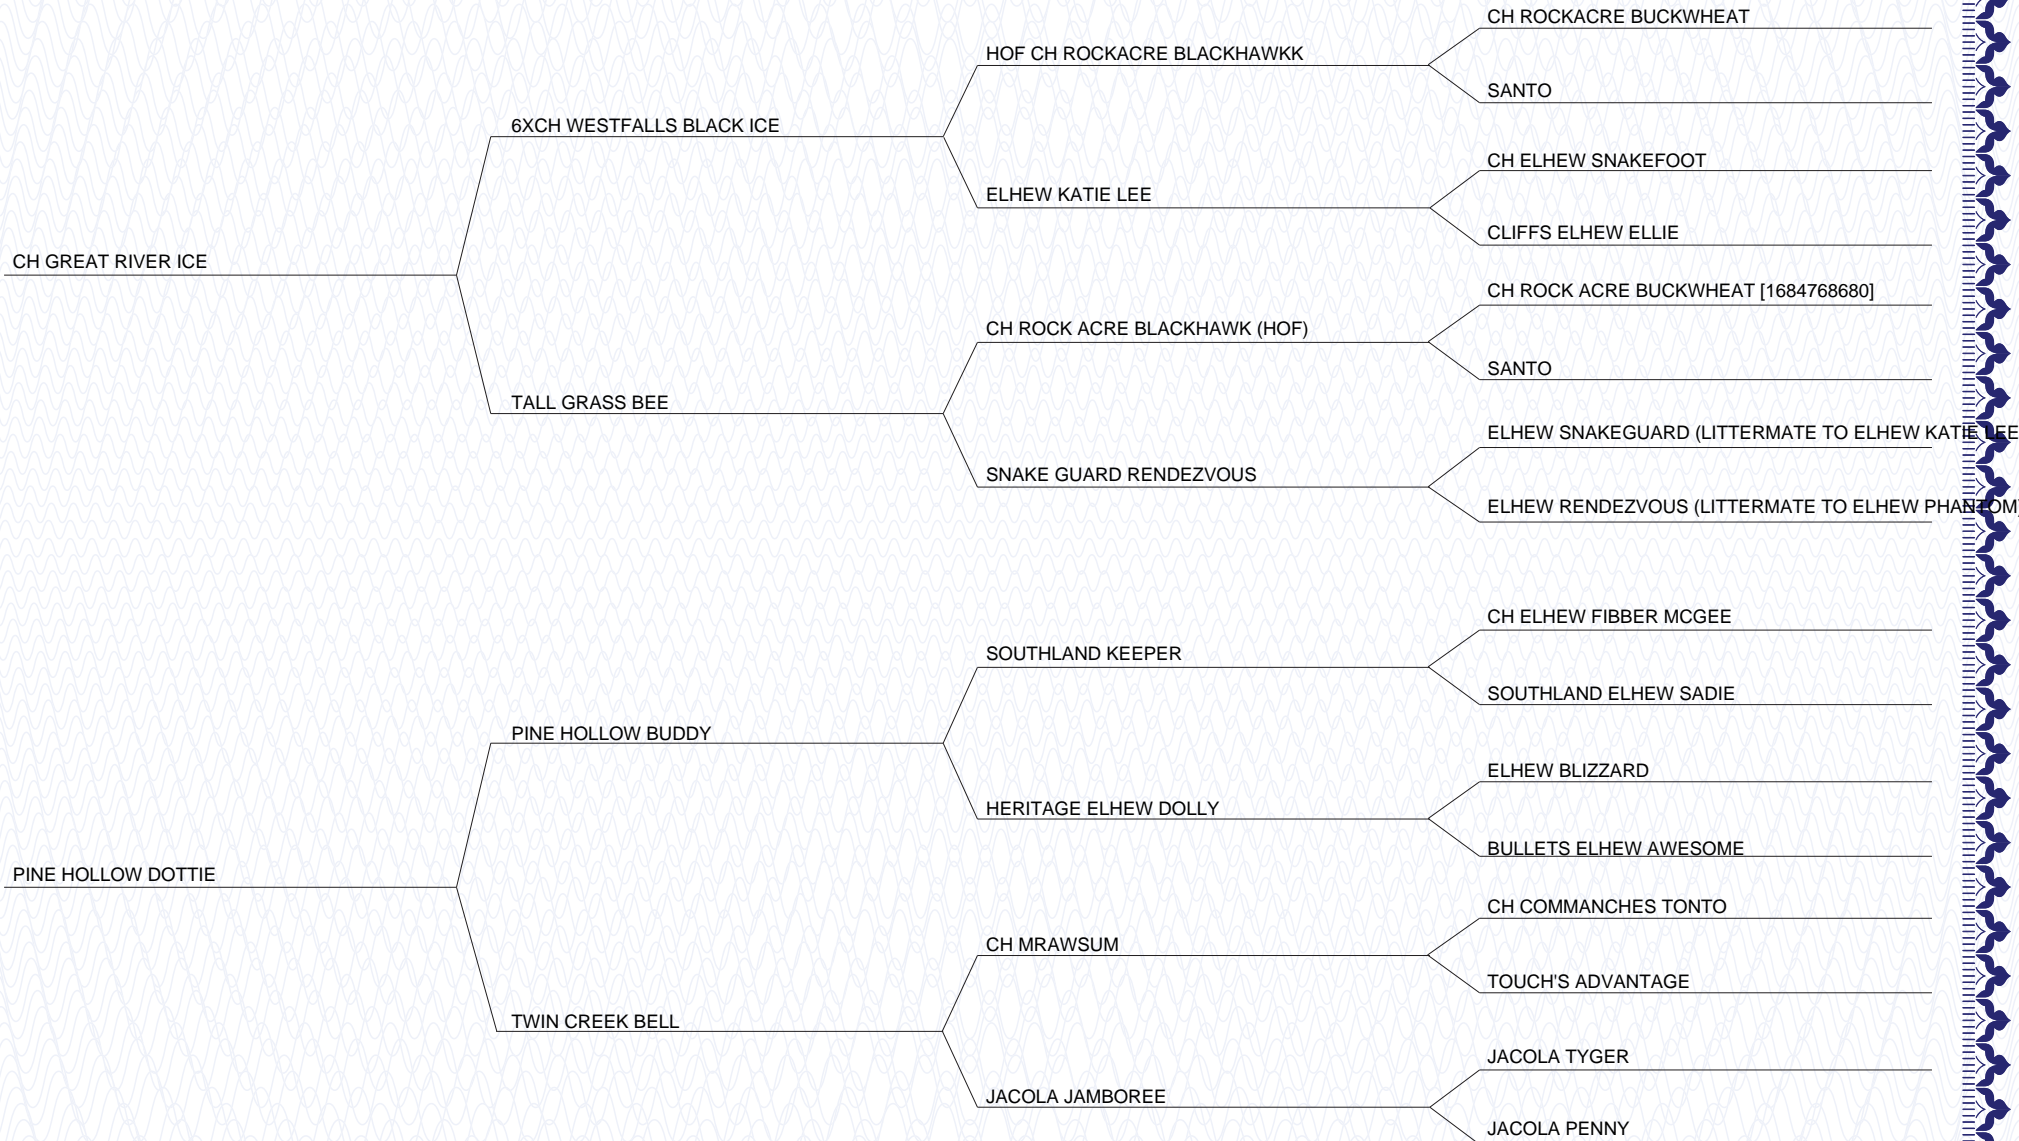 CH ROCKACRE BUCKWHEAT
HOF CH ROCKACRE BLACKHAWKK
SANTO
6XCH WESTFALLS BLACK ICE
CH ELHEW SNAKEFOOT
ELHEW KATIE LEE
CLIFFS ELHEW ELLIE
CH GREAT RIVER ICE
CH ROCK ACRE BUCKWHEAT [1684768680]
CH ROCK ACRE BLACKHAWK (HOF)
SANTO
TALL GRASS BEE
ELHEW SNAKEGUARD (LITTERMATE TO ELHEW KATIE LEE
SNAKE GUARD RENDEZVOUS
ELHEW RENDEZVOUS (LITTERMATE TO ELHEW PHANTOM)
CH ELHEW FIBBER MCGEE
SOUTHLAND KEEPER
SOUTHLAND ELHEW SADIE
PINE HOLLOW BUDDY
ELHEW BLIZZARD
HERITAGE ELHEW DOLLY
BULLETS ELHEW AWESOME
PINE HOLLOW DOTTIE
CH COMMANCHES TONTO
CH MRAWSUM
TOUCH'S ADVANTAGE
TWIN CREEK BELL
JACOLA TYGER
JACOLA JAMBOREE
JACOLA PENNY